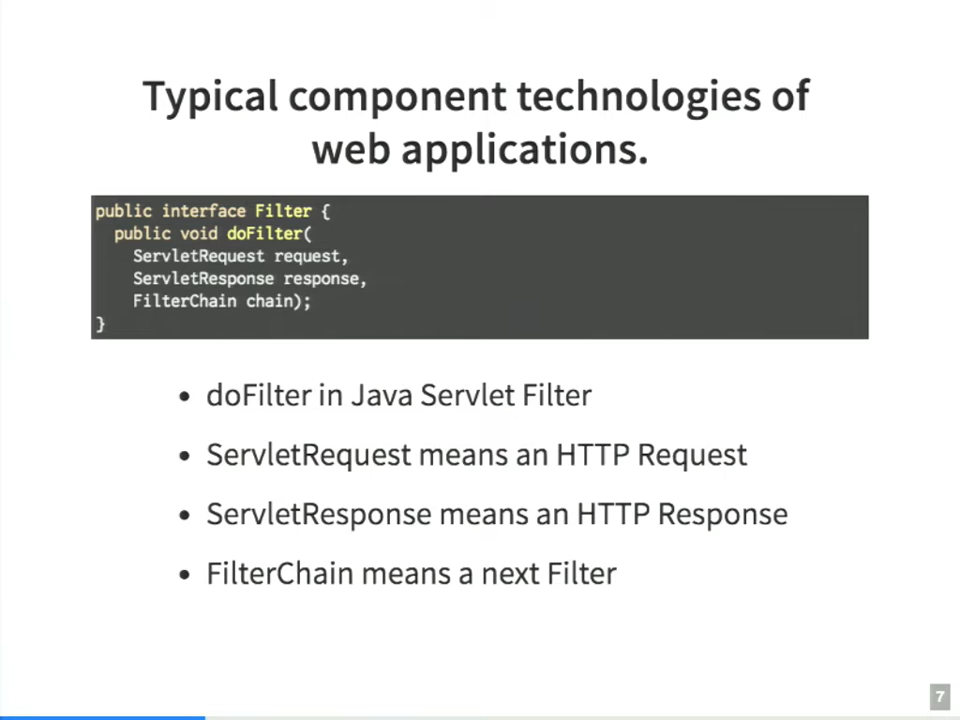 Typical component technologies of
web applications.
public interface Filter {
  public void doFilter(
    ServletRequest request,
    ServletResponse response,
    FilterChain chain);
}
• doFilter in Java Servlet Filter
• ServletRequest means an HTTP Request
• ServletResponse means an HTTP Response
• FilterChain means a next Filter
7